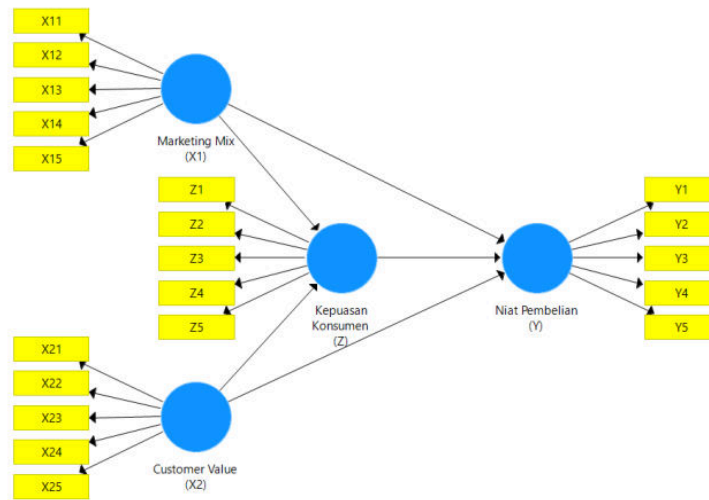 X11
X12
X13
X14
X15
Marketing Mix
(X1)
Z1
Z2
Z3
Z4
Z5
Kepuasan
Konsumen
(Z)
Y1
Y2
Y3
Y4
Y5
Niat Pembelian
(Y)
X21
X22
X23
X24
X25
Customer Value
(X2)